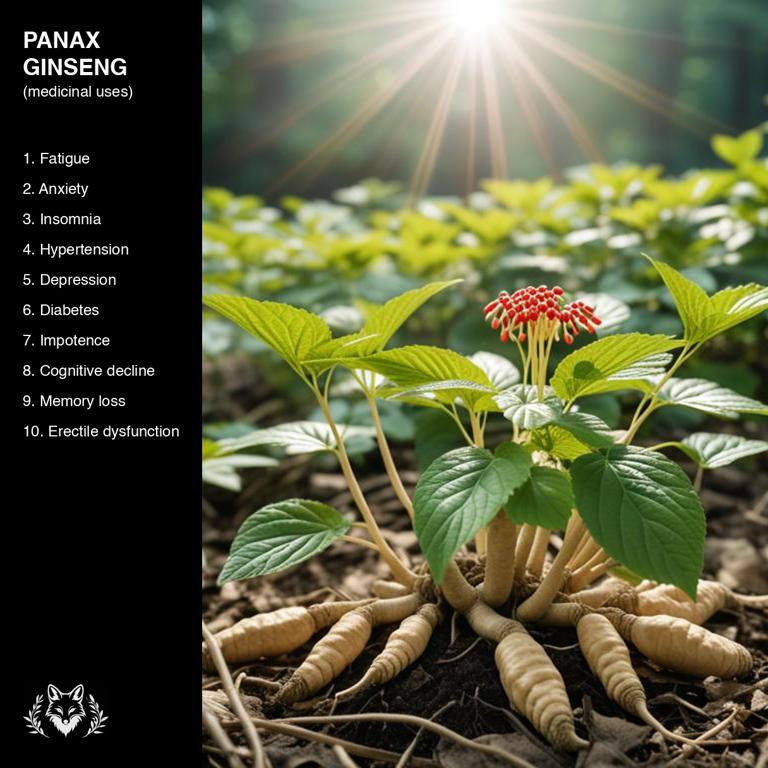 PANAX
GINSENG
(medicinal uses)
1. Fatigue
2. Anxiety
3. Insomnia
4. Hypertension
5. Depression
6. Diabetes
7. Impotence
8. Cognitive decline
9. Memory loss
10. Erectile dysfunction